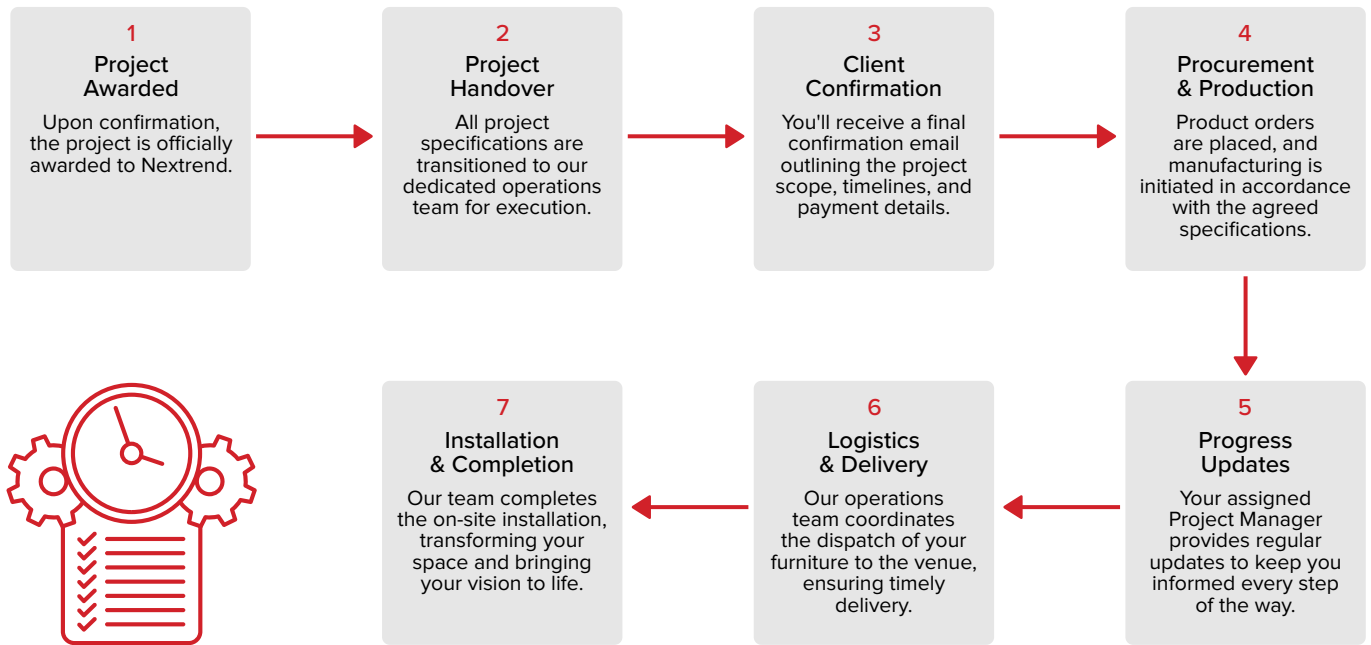 1
Project
Awarded
Upon confirmation,
the project is officially
awarded to Nextrend.
2
Project
Handover
All project
specifications are
transitioned to our
dedicated operations
team for execution.
3
Client
Confirmation
You'll receive a final
confirmation email
outlining the project
scope, timelines, and
payment details.
4
Procurement
& Production
Product orders
are placed, and
manufacturing is
initiated in accordance
with the agreed
specifications.
5
Progress
Updates
Your assigned
Project Manager
provides regular
updates to keep you
informed every step
of the way.
6
Logistics
& Delivery
Our operations
team coordinates
the dispatch of your
furniture to the venue,
ensuring timely
delivery.
7
Installation
& Completion
Our team completes
the on-site installation,
transforming your
space and bringing
your vision to life.